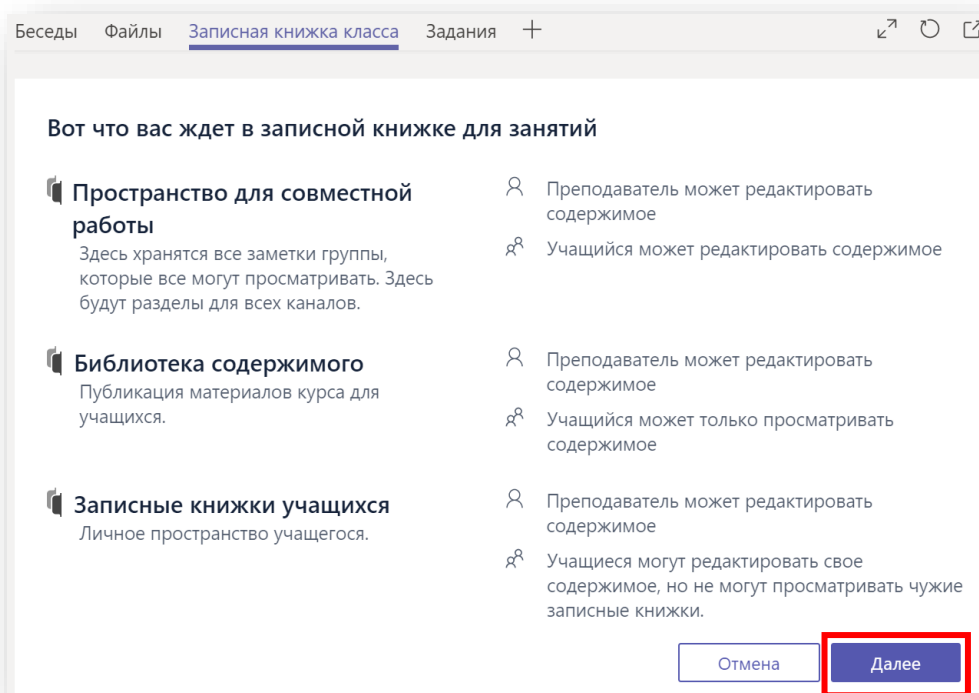 Беседы Файлы Записная книжка класса Задания
Вот что вас ждет в записной книжке для занятий
Пространство для совместной
работы
Здесь хранятся все заметки группы,
которые все могут просматривать. Здесь
будут разделы для всех каналов.
Преподаватель может редактировать
содержимое
Учащийся может редактировать содержимое
Библиотека содержимого
Публикация материалов курса для
учащихся.
Преподаватель может редактировать
содержимое
Учащийся может только просматривать
содержимое
Записные книжки учащихся
Личное пространство учащегося.
Преподаватель может редактировать
содержимое
Учащиеся могут редактировать свое
содержимое, но не могут просматривать чужие
записные книжки.
Отмена Далее